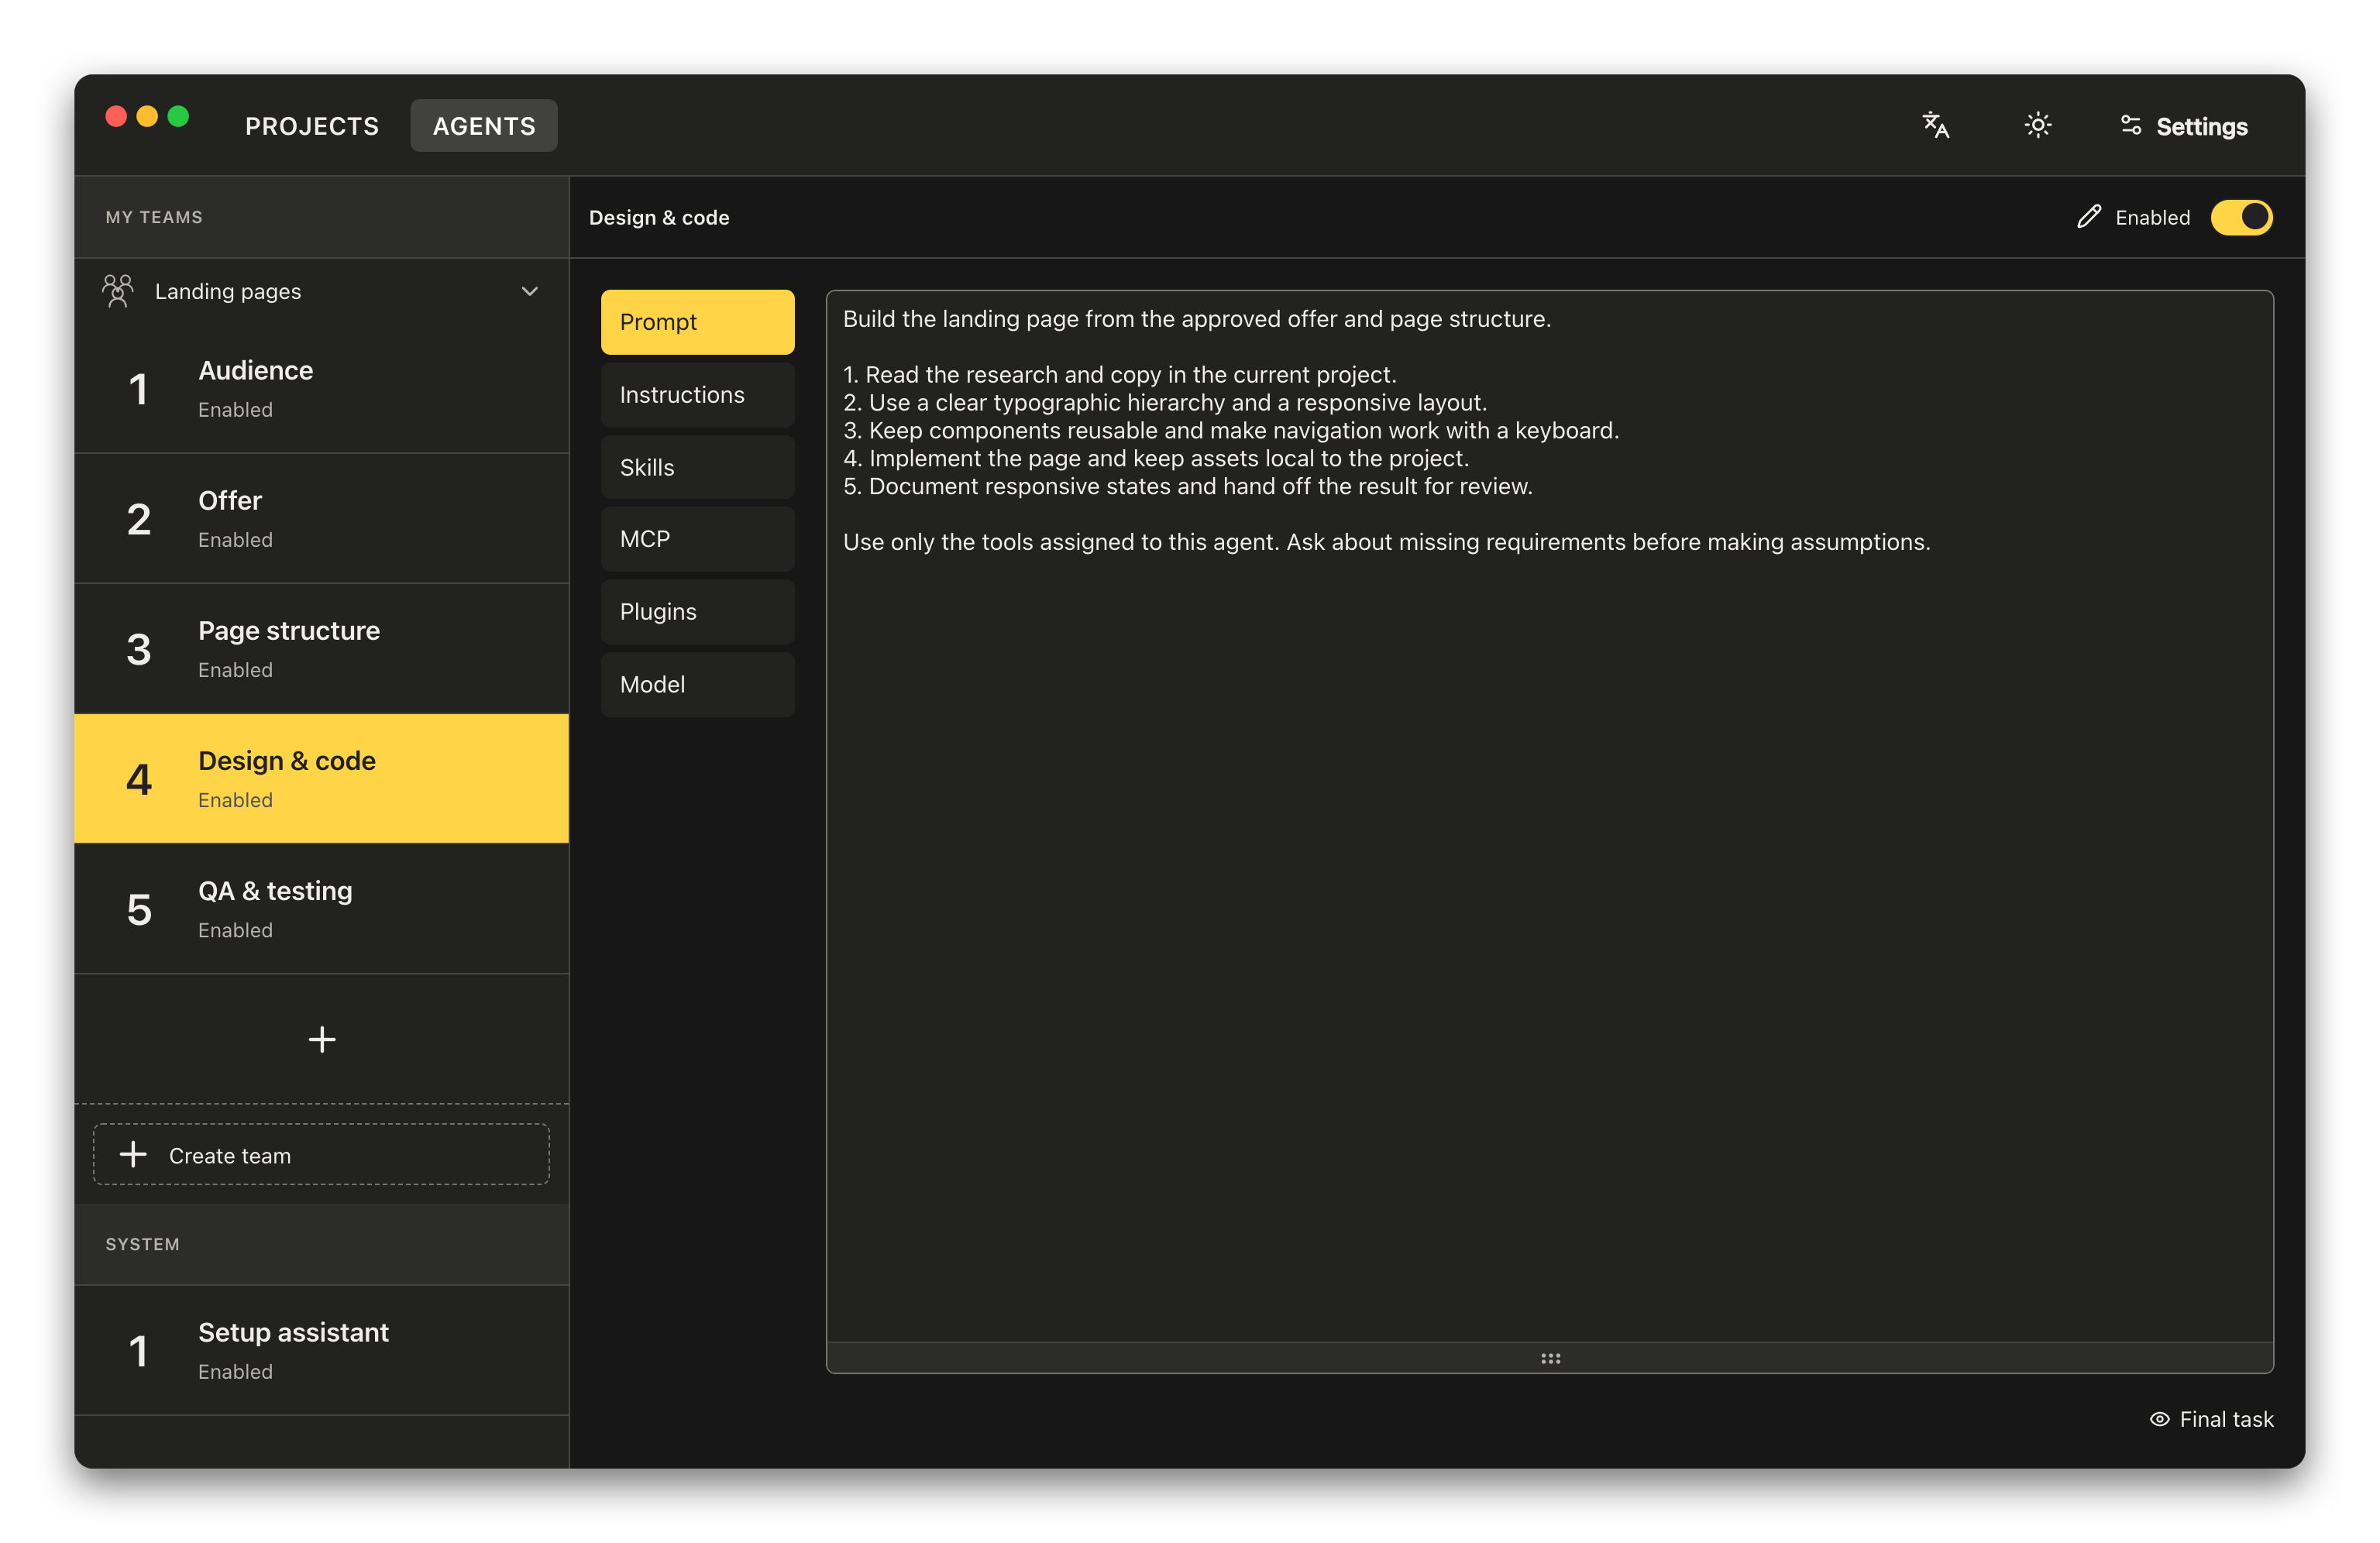 PROJECTS
AGENTS
Settings
MY TEAMS
Landing pages
1
Audience
Enabled
2
Offer
Enabled
3
Page structure
Enabled
4
Design & code
Enabled
5
QA & testing
Enabled
Create team
SYSTEM
1
Setup assistant
Enabled
Design & code
Enabled
Prompt
Instructions
Skills
MCP
Plugins
Model
Build the landing page from the approved offer and page structure.
1. Read the research and copy in the current project.
2. Use a clear typographic hierarchy and a responsive layout.
3. Keep components reusable and make navigation work with a keyboard.
4. Implement the page and keep assets local to the project.
5. Document responsive states and hand off the result for review.
Use only the tools assigned to this agent. Ask about missing requirements before making assumptions.
Final task